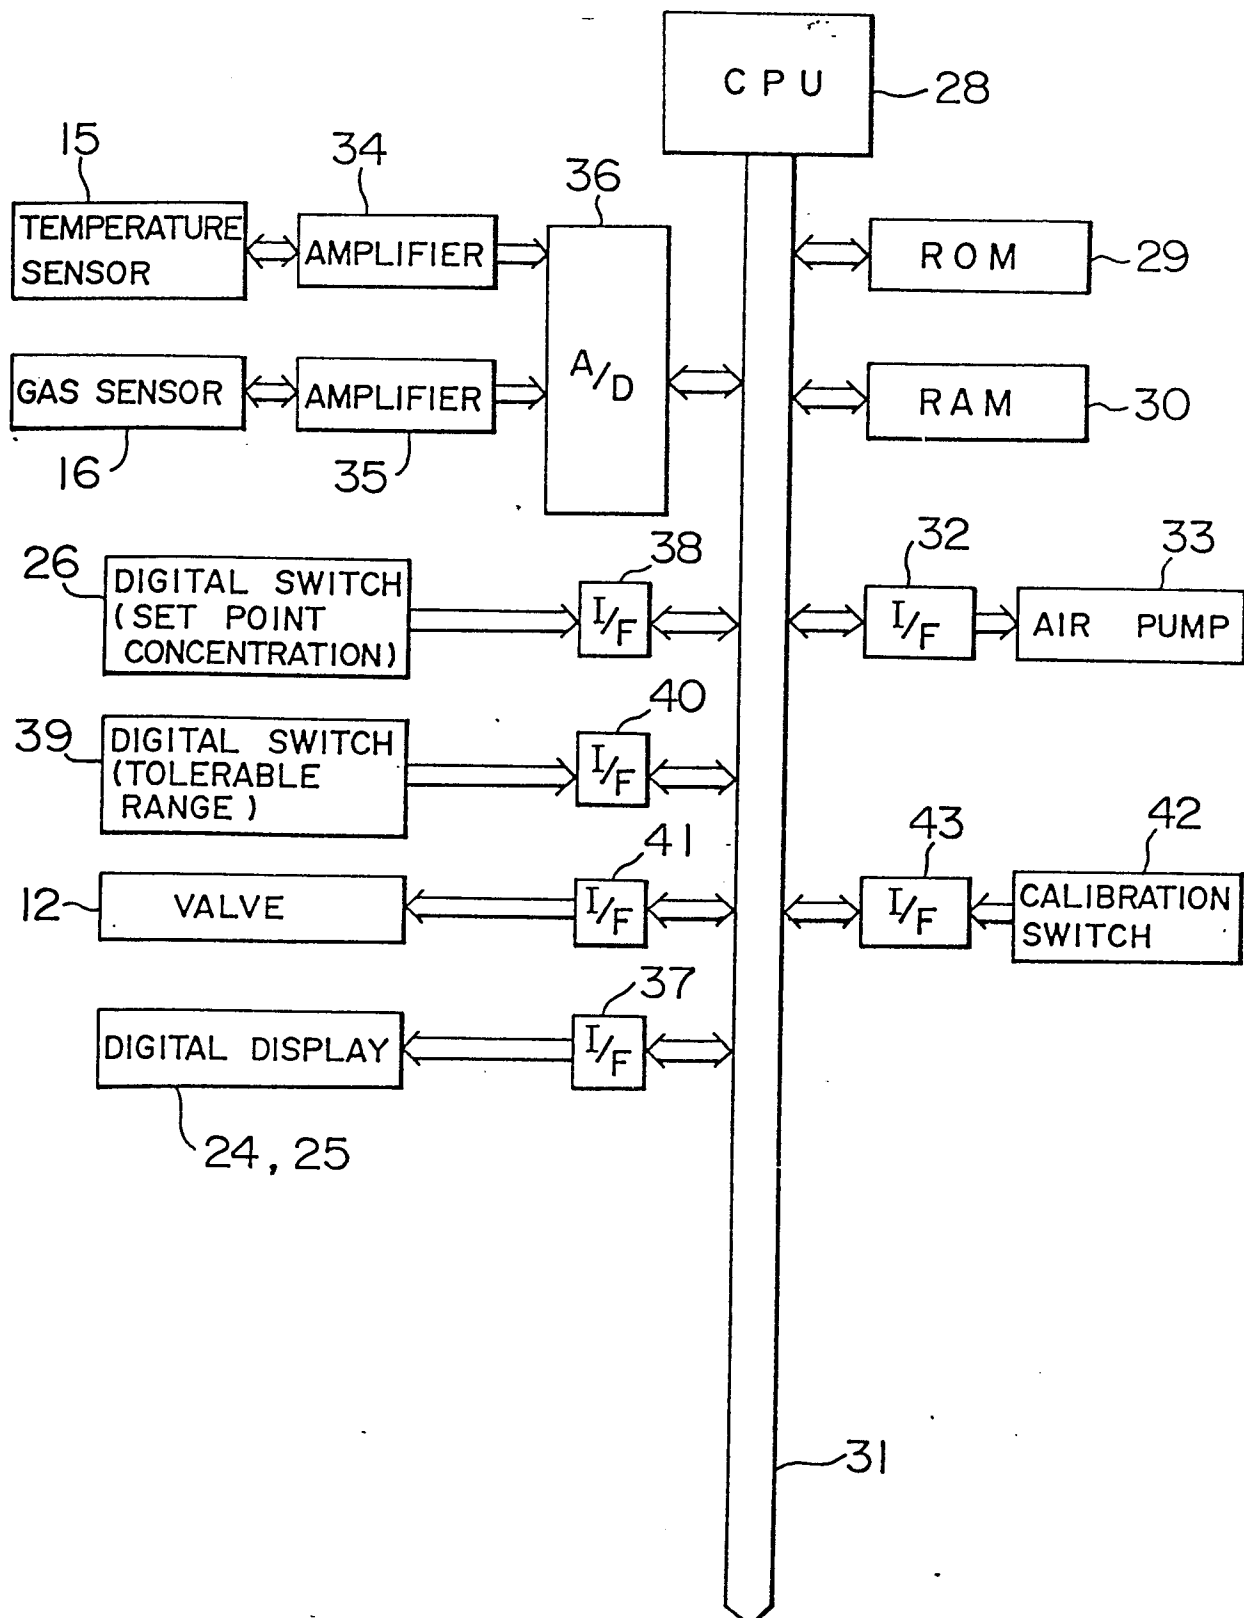 CPU
28
15
34
36
TEMPERATURE
SENSOR
AMPLIFIER
A/D
ROM
29
GAS SENSOR
AMPLIFIER
RAM
30
16
35
26
DIGITAL SWITCH
(SET POINT
CONCENTRATION)
38
I/F
32
I/F
33
AIR PUMP
39
DIGITAL SWITCH
(TOLERABLE
RANGE)
40
I/F
12
VALVE
41
I/F
43
I/F
42
CALIBRATION
SWITCH
37
DIGITAL DISPLAY
I/F
24, 25
31